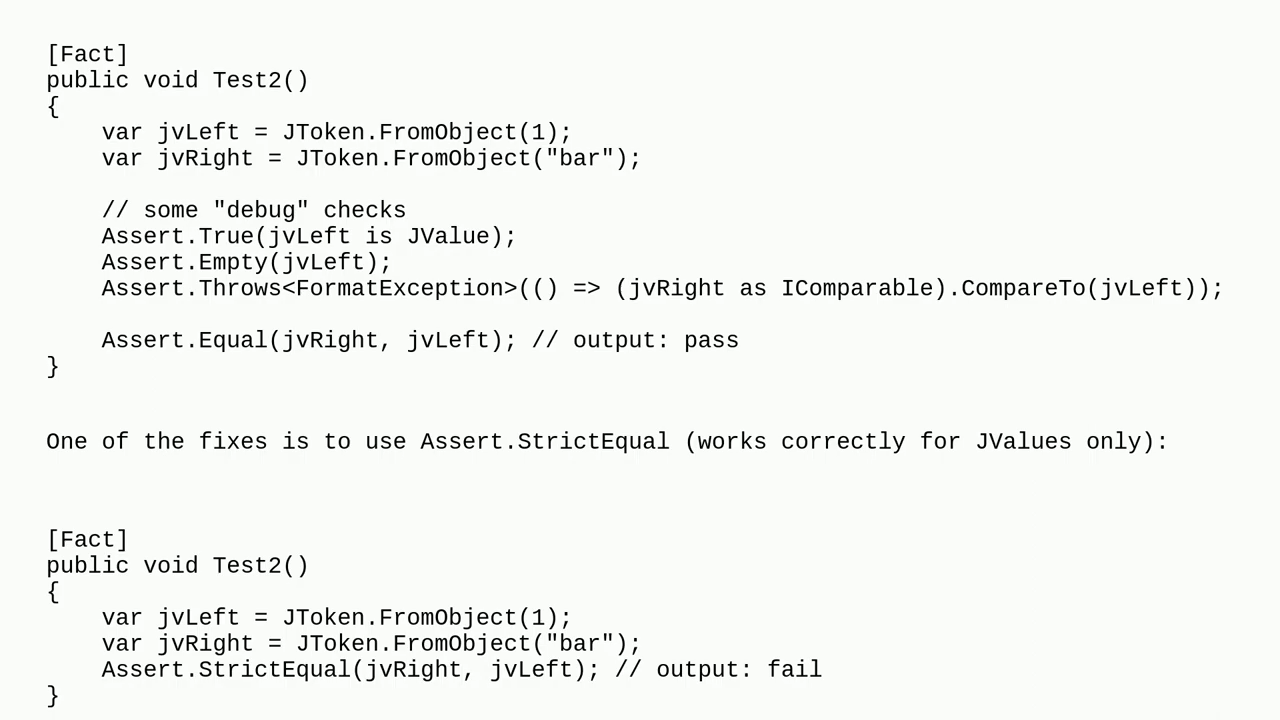 [Fact]
public void Test2()
{
    var jvLeft = JToken.FromObject(1);
    var jvRight = JToken.FromObject("bar");
    // some "debug" checks
    Assert.True(jvLeft is JValue);
    Assert.Empty(jvLeft);
    Assert.Throws<FormatException>(() => (jvRight as IComparable).CompareTo(jvLeft));
    Assert.Equal(jvRight, jvLeft); // output: pass
}
One of the fixes is to use Assert.StrictEqual (works correctly for JValues only):
[Fact]
public void Test2()
{
    var jvLeft = JToken.FromObject(1);
    var jvRight = JToken.FromObject("bar");
    Assert.StrictEqual(jvRight, jvLeft); // output: fail
}